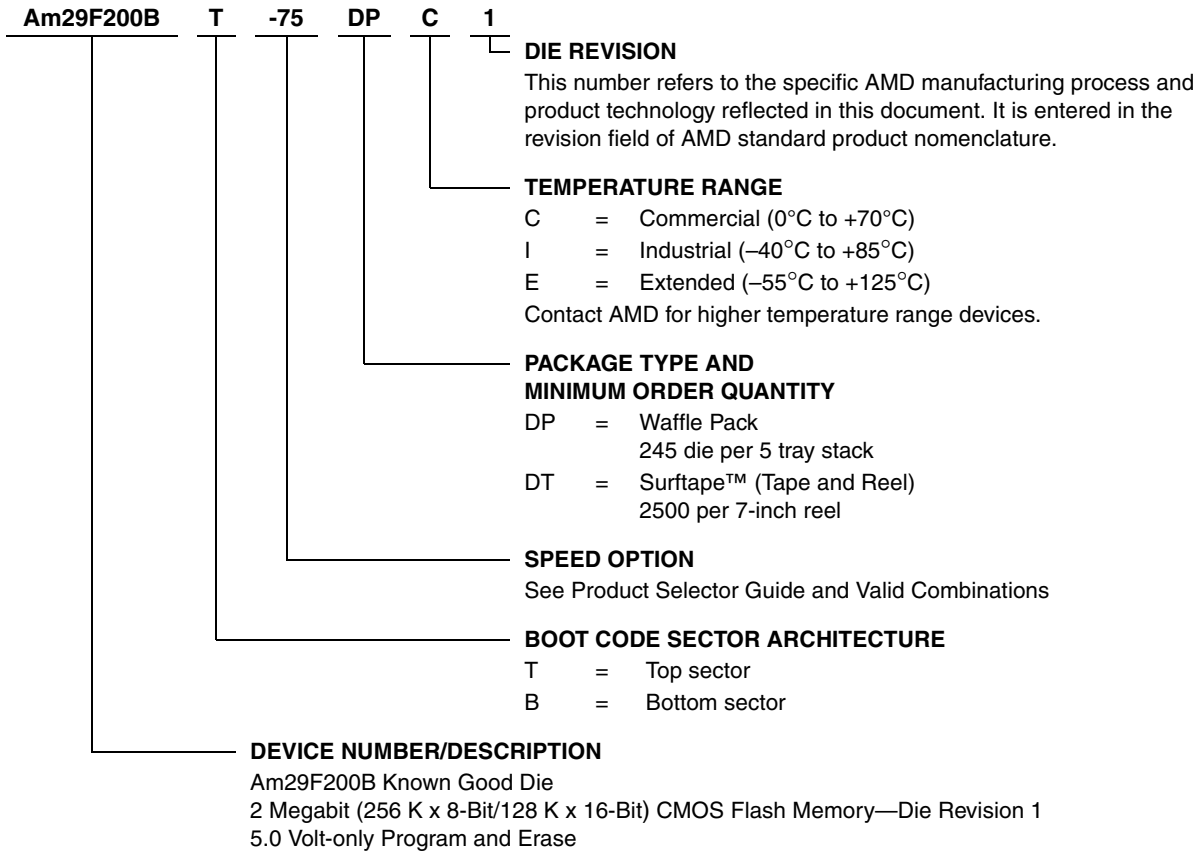 Am29F200B T -75 DP C 1
DIE REVISION
This number refers to the specific AMD manufacturing process and
product technology reflected in this document. It is entered in the
revision field of AMD standard product nomenclature.
TEMPERATURE RANGE
C = Commercial (0°C to +70°C)
I = Industrial (–40°C to +85°C)
E = Extended (–55°C to +125°C)
Contact AMD for higher temperature range devices.
PACKAGE TYPE AND
MINIMUM ORDER QUANTITY
DP = Waffle Pack
245 die per 5 tray stack
DT = Surftape™ (Tape and Reel)
2500 per 7-inch reel
SPEED OPTION
See Product Selector Guide and Valid Combinations
BOOT CODE SECTOR ARCHITECTURE
T = Top sector
B = Bottom sector
DEVICE NUMBER/DESCRIPTION
Am29F200B Known Good Die
2 Megabit (256 K x 8-Bit/128 K x 16-Bit) CMOS Flash Memory—Die Revision 1
5.0 Volt-only Program and Erase